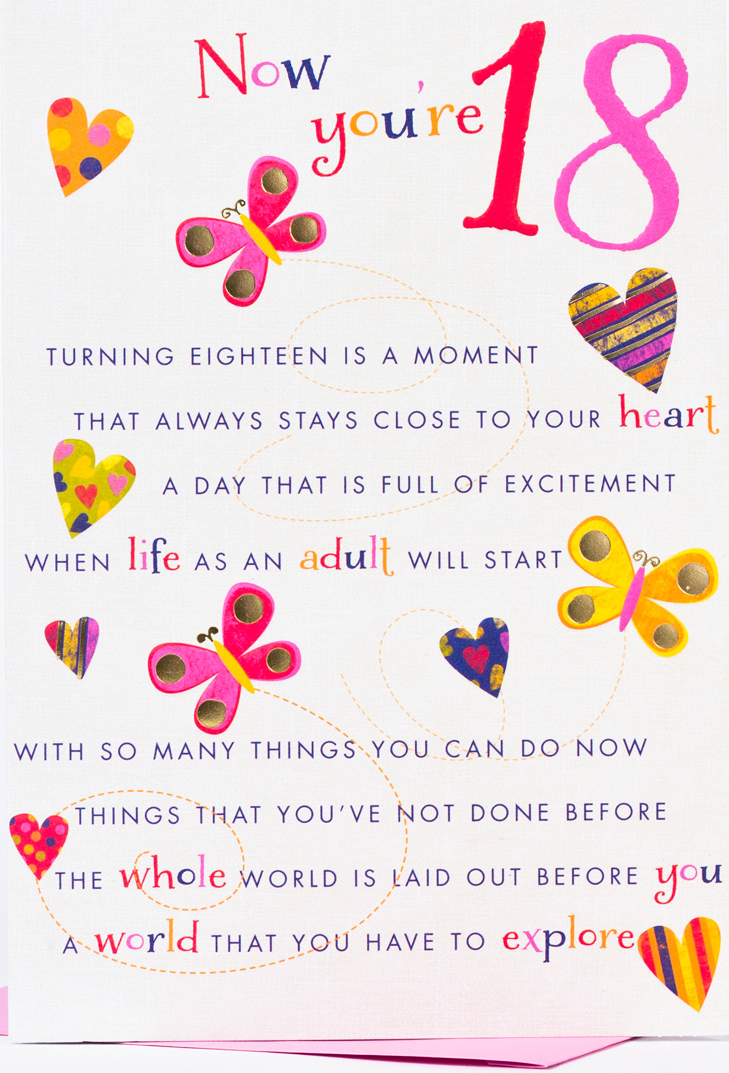 Now
you're 18
TURNING EIGHTEEN IS A MOMENT
THAT ALWAYS STAYS CLOSE TO YOUR heart
A DAY THAT IS FULL OF EXCITEMENT
WHEN life AS AN adult WILL START
WITH SO MANY THINGS YOU CAN DO NOW
THINGS THAT YOU'VE NOT DONE BEFORE
THE whole WORLD IS LAID OUT BEFORE you
A world THAT YOU HAVE TO explore